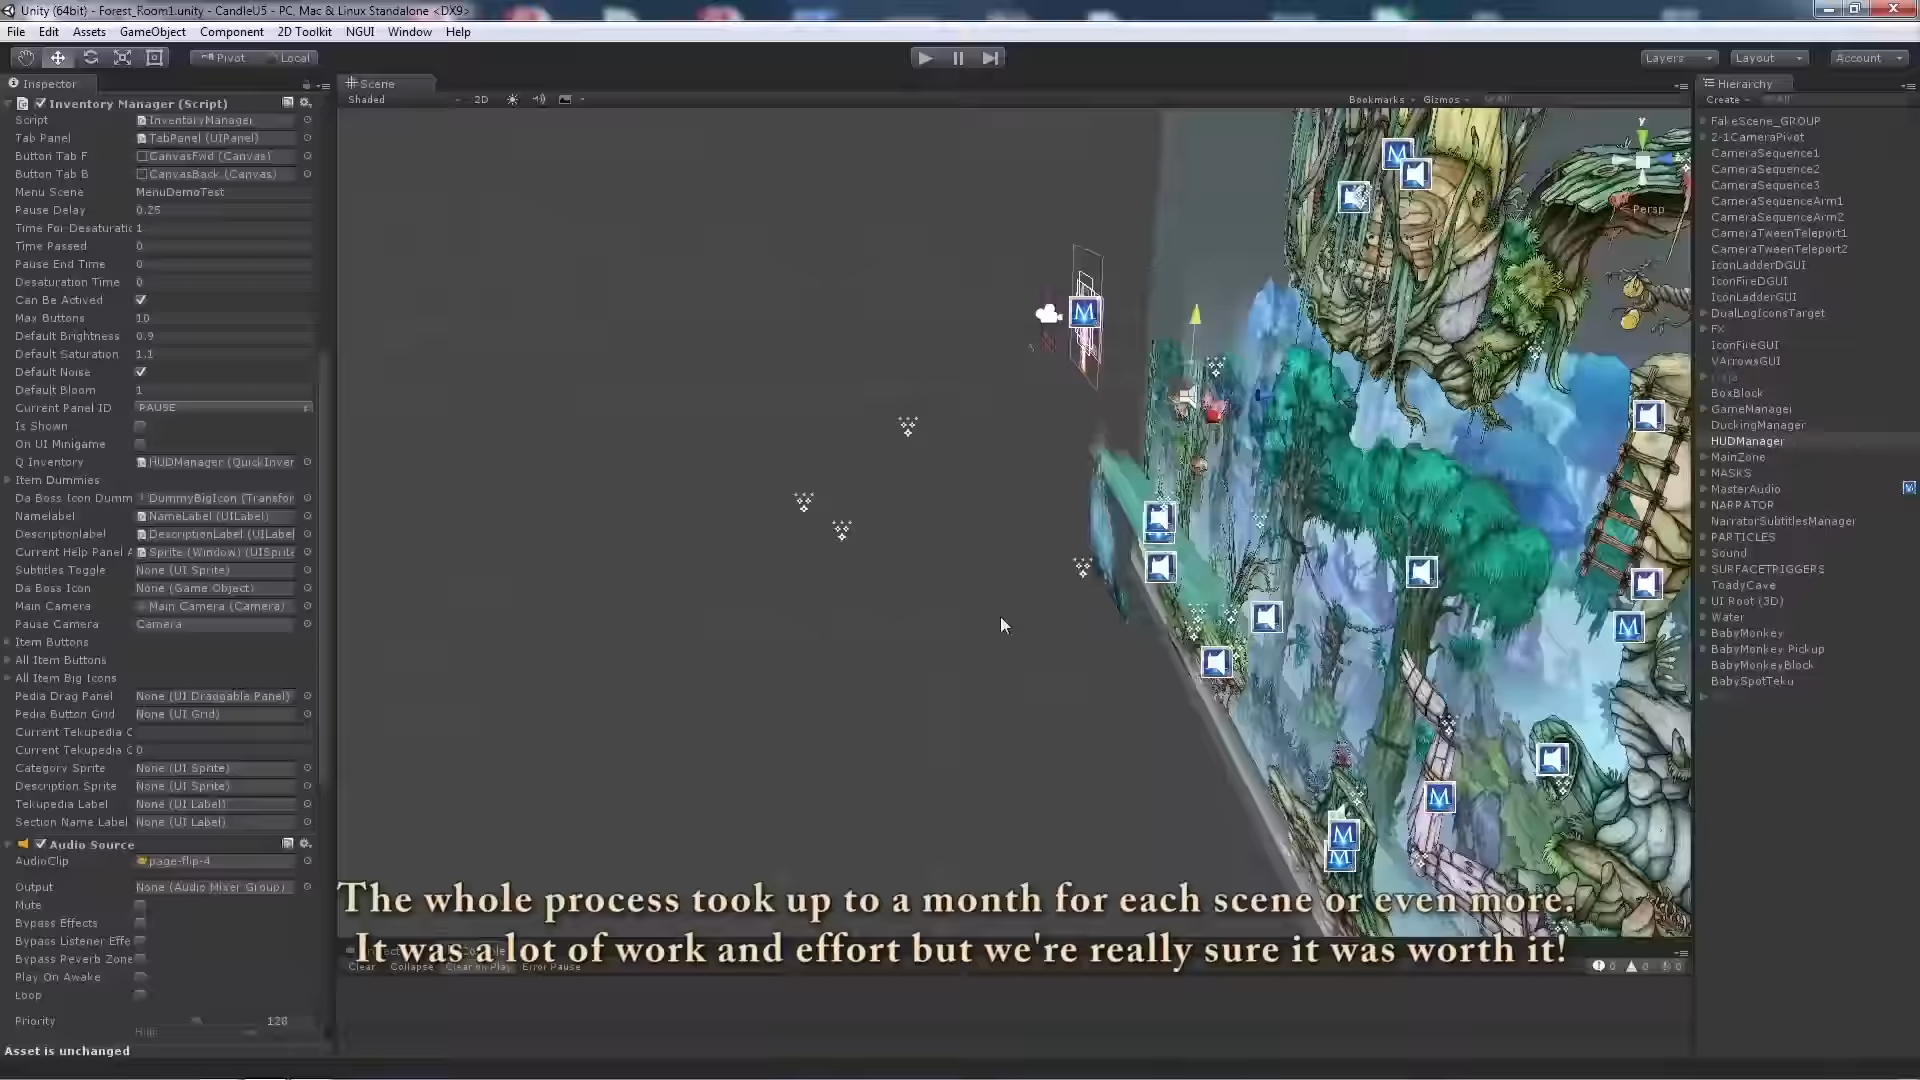 Unity (64bit) - Forest_Room1.unity - CandleU5 - PC, Mac & Linux Standalone <DX9>
File Edit Assets GameObject Component 2D Toolkit NGUI Window Help
Pivot Local
Layers Layout Account
Inspector
Inventory Manager (Script)
Script InventoryManager
Tab Panel TabPanel (UIPanel)
Button Tab F CanvasFwd (Canvas)
Button Tab B CanvasBack (Canvas)
Menu Scene MenuDemoTest
Pause Delay 0.25
Time For Desaturatic 1
Time Passed 0
Pause End Time 0
Desaturation Time 0
Can Be Actived
Max Buttons 10
Default Brightness 0.9
Default Saturation 1.1
Default Noise
Default Bloom 1
Current Panel ID PAUSE
Is Shown
On UI Minigame
Q Inventory HUDManager (QuickInver
Item Dummies
Da Boss Icon Dumm DummyBigIcon (Transfor
Namelabel NameLabel (UILabel)
Descriptionlabel DescriptionLabel (UILabel
Current Help Panel A Sprite (Window) (UISprite
Subtitles Toggle None (UI Sprite)
Da Boss Icon None (Game Object)
Main Camera Main Camera (Camera)
Pause Camera Camera
Item Buttons
All Item Buttons
All Item Big Icons
Pedia Drag Panel None (UI Draggable Panel)
Pedia Button Grid None (UI Grid)
Current Tekupedia C
Current Tekupedia C 0
Category Sprite None (UI Sprite)
Description Sprite None (UI Sprite)
Tekupedia Label None (UI Label)
Section Name Label None (UI Label)
Audio Source
AudioClip page-flip-4
Output None (Audio Mixer Group)
Mute
Bypass Effects
Bypass Listener Effe
Bypass Reverb Zone
Play On Awake
Loop
Priority 128
Asset is unchanged
Scene
Shaded 2D Bookmarks Gizmos All
y
Persp
The whole process took up to a month for each scene or even more.
It was a lot of work and effort but we're really sure it was worth it!
Clear Collapse Clear on Play Error Pause 0 0 0
Hierarchy
Create All
FakeScene_GROUP
2-1CameraPivot
CameraSequence1
CameraSequence2
CameraSequence3
CameraSequenceArm1
CameraSequenceArm2
CameraTweenTeleport1
CameraTweenTeleport2
IconLadderDGUI
IconFireDGUI
IconLadderGUI
DualLogIconsTarget
FX
IconFireGUI
VArrowsGUI
BoxBlock
GameManager
DuckingManager
HUDManager
MainZone
MASKS
MasterAudio
NARRATOR
NarratorSubtitlesManager
PARTICLES
Sound
SURFACETRIGGERS
ToadyCave
UI Root (3D)
Water
BabyMonkey
BabyMonkey Pickup
BabyMonkeyBlock
BabySpotTeku